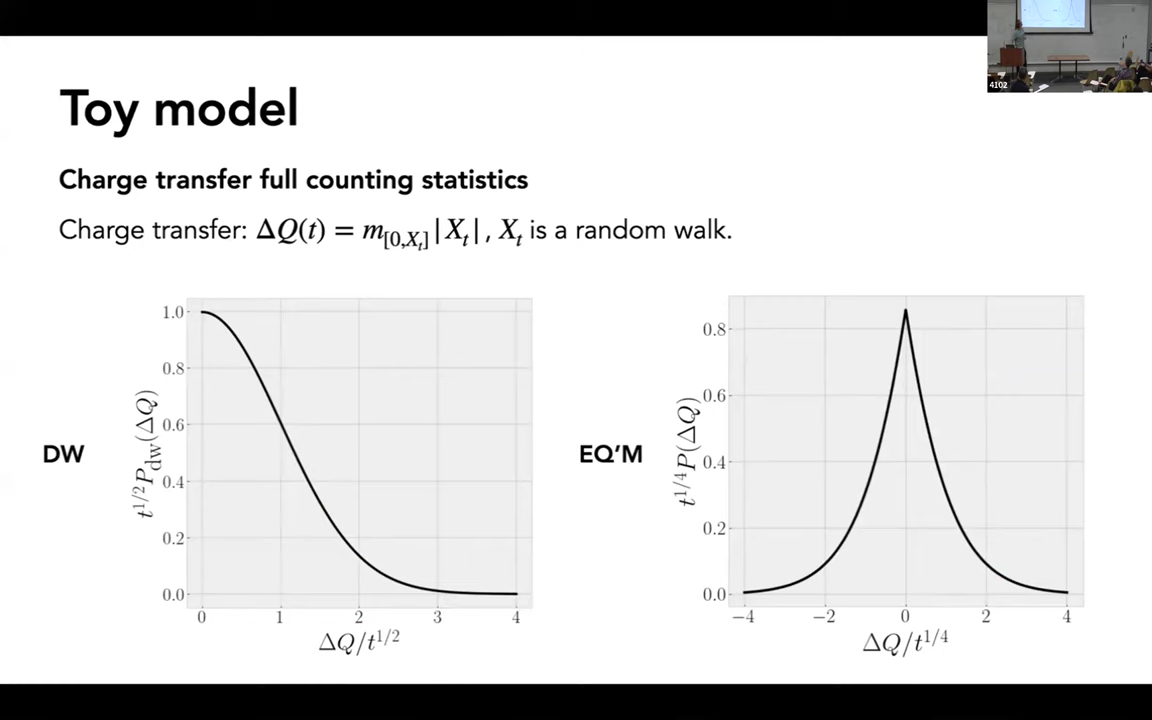 4102
Toy model
Charge transfer full counting statistics
Charge transfer: ΔQ(t) = m_{[0,X_t]}|X_t|, X_t is a random walk.
DW
t^{1/2}P_{dw}(ΔQ)
1.0
0.8
0.6
0.4
0.2
0.0
0 1 2 3 4
ΔQ/t^{1/2}
EQ’M
t^{1/4}P(ΔQ)
0.8
0.6
0.4
0.2
0.0
−4 −2 0 2 4
ΔQ/t^{1/4}